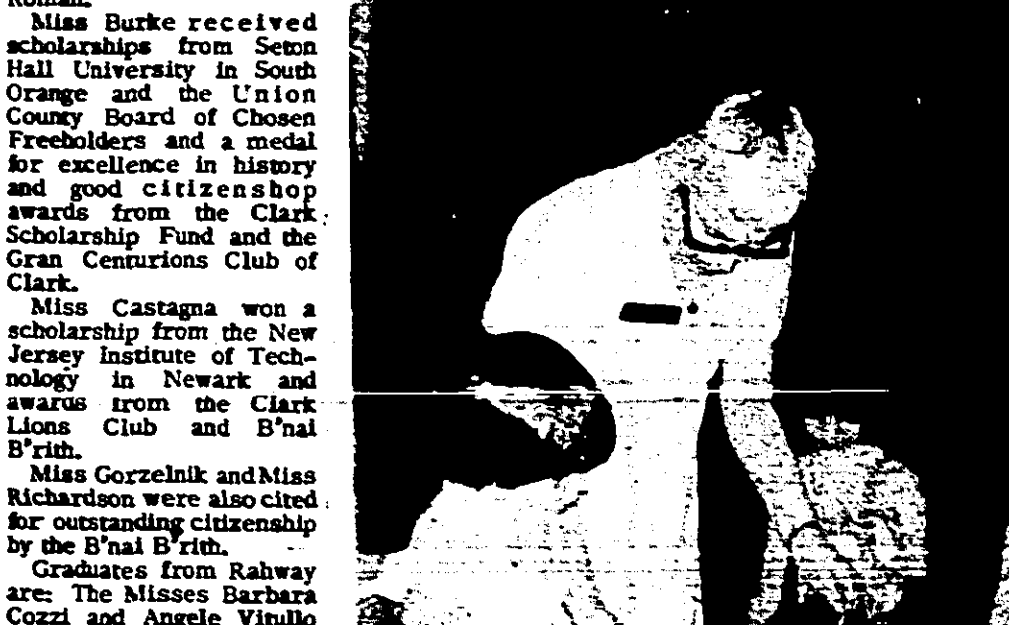 Roman.
Miss Burke received
scholarships from Seton
Hall University in South
Orange and the Union
County Board of Chosen
Freeholders and a medal
for excellence in history
and good citizenshop
awards from the Clark
Scholarship Fund and the
Gran Centurions Club of
Clark.
Miss Castagna won a
scholarship from the New
Jersey Institute of Tech-
nology in Newark and
awards from the Clark
Lions Club and B'nai
B'rith.
Miss Gorzelnik and Miss
Richardson were also cited
for outstanding citizenship
by the B'nai B'rith.
Graduates from Rahway
are: The Misses Barbara
Cozzi and Angele Vitullo